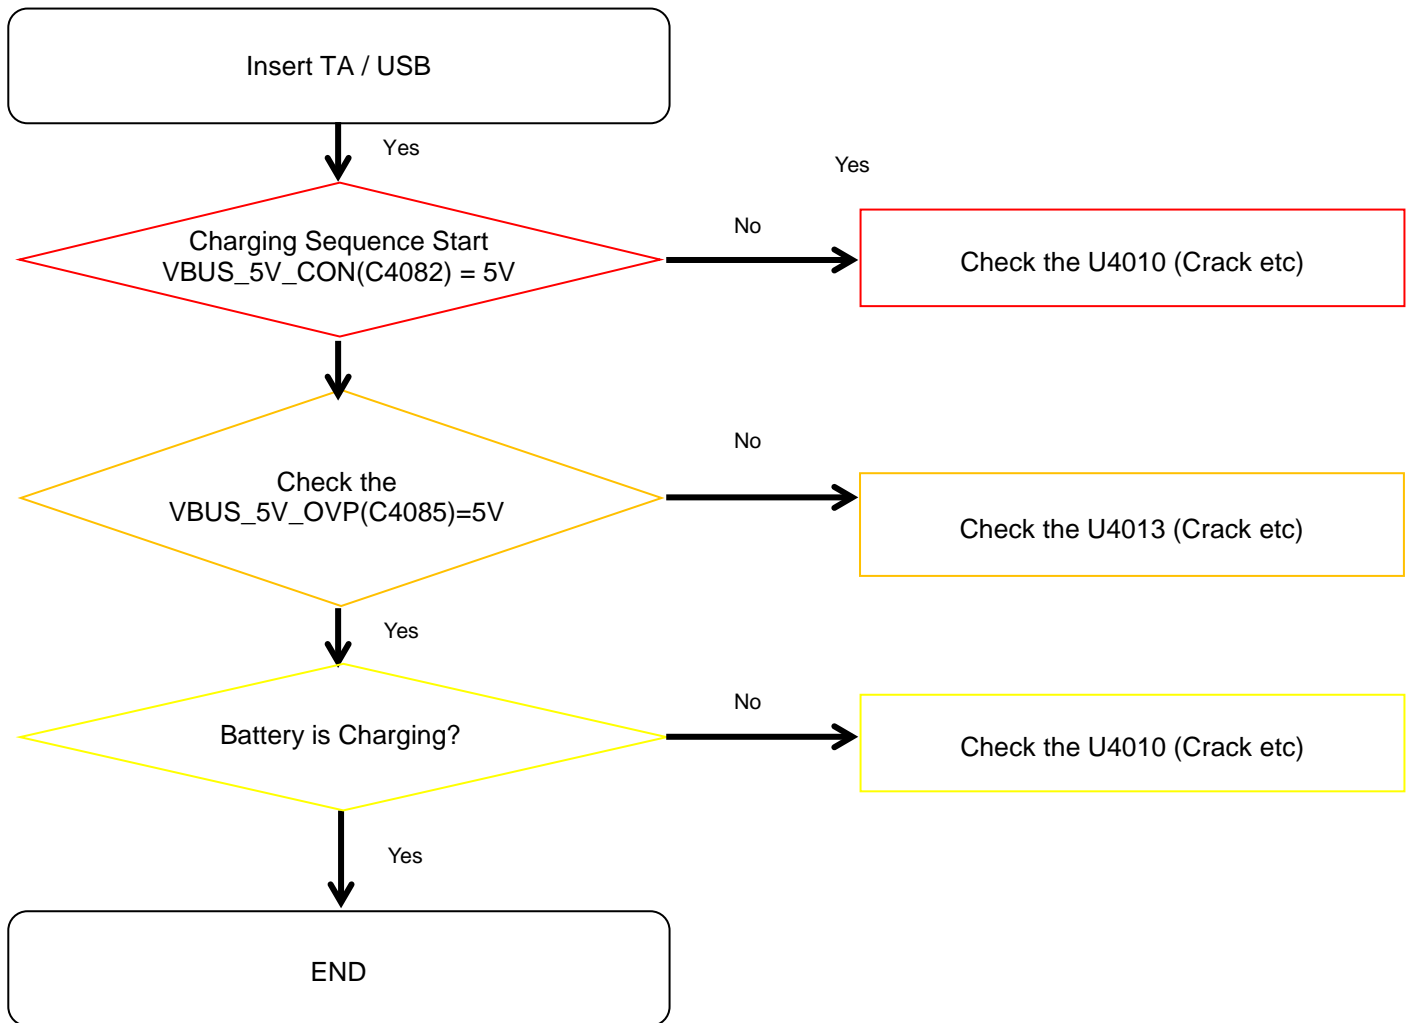 Insert TA / USB
Yes
Yes
Charging Sequence Start
VBUS_5V_CON(C4082) = 5V
No
Check the U4010 (Crack etc)
Check the
VBUS_5V_OVP(C4085)=5V
No
Check the U4013 (Crack etc)
Yes
Battery is Charging?
No
Check the U4010 (Crack etc)
Yes
END